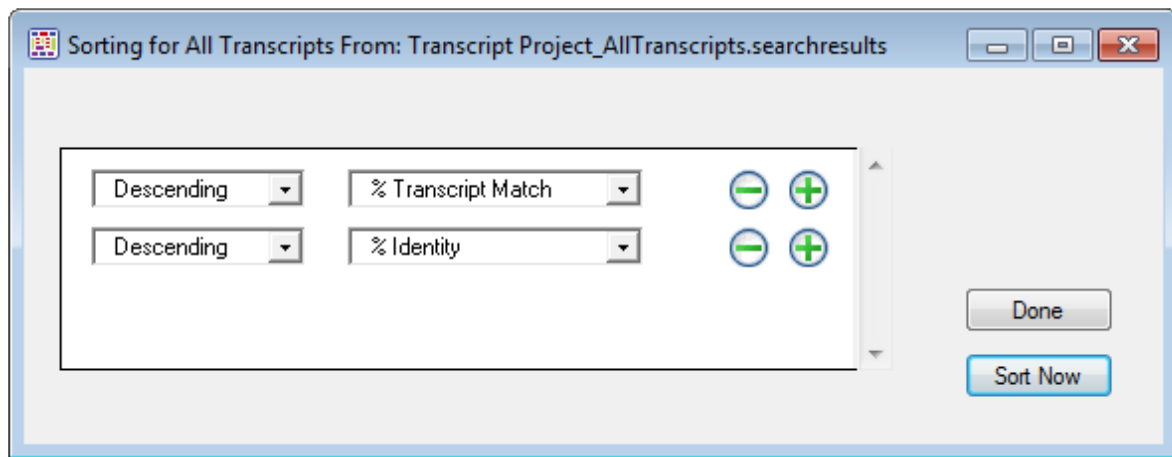 Sorting for All Transcripts From: Transcript Project_AllTranscripts.searchresults
Descending % Transcript Match
Descending % Identity
Done
Sort Now